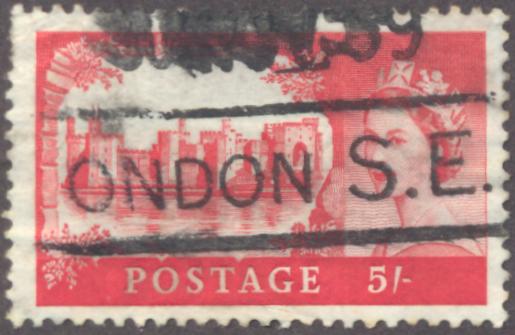 ONDON S.E.
POSTAGE 5/-